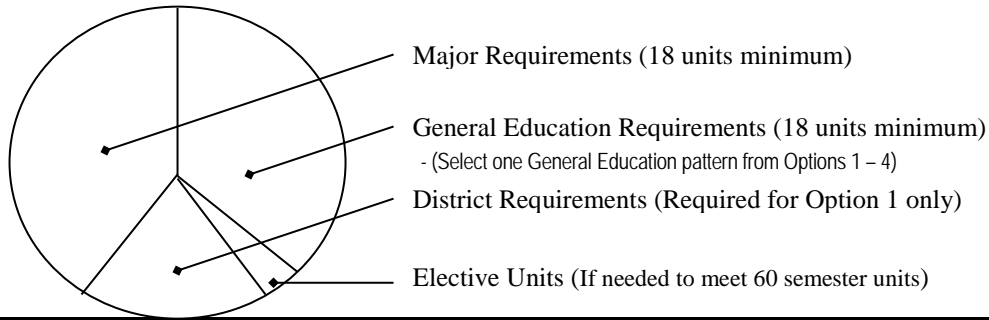 Major Requirements (18 units minimum)
General Education Requirements (18 units minimum)
- (Select one General Education pattern from Options 1 – 4)
District Requirements (Required for Option 1 only)
Elective Units (If needed to meet 60 semester units)